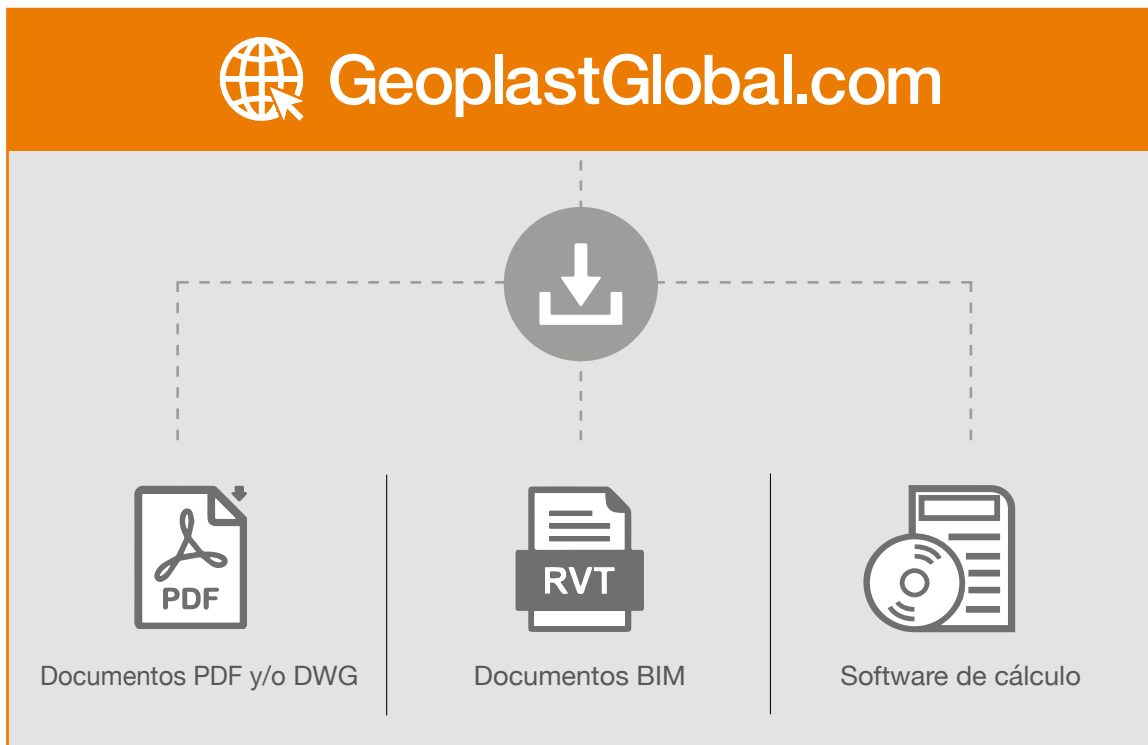 GeoplastGlobal.com
PDF
RVT
Documentos PDF y/o DWG
Documentos BIM
Software de cálculo